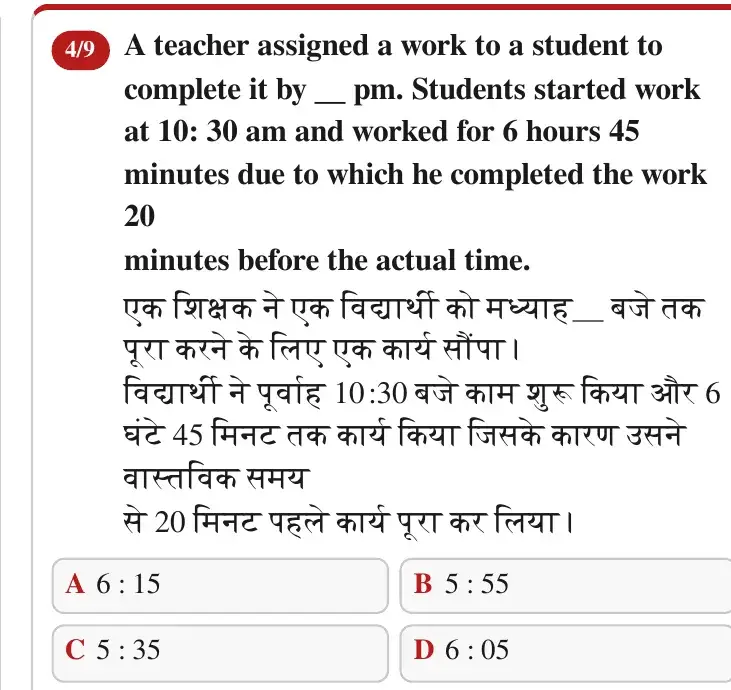 4/9 A teacher assigned a work to a student to
complete it by __ pm. Students started work
at 10: 30 am and worked for 6 hours 45
minutes due to which he completed the work
20
minutes before the actual time.
एक शिक्षक ने एक विद्यार्थी को मध्याह__ बजे तक
पूरा करने के लिए एक कार्य सौंपा।
विद्यार्थी ने पूर्वाह 10:30 बजे काम शुरू किया और 6
घंटे 45 मिनट तक कार्य किया जिसके कारण उसने
वास्तविक समय
से 20 मिनट पहले कार्य पूरा कर लिया।
A 6 : 15
B 5 : 55
C 5 : 35
D 6 : 05